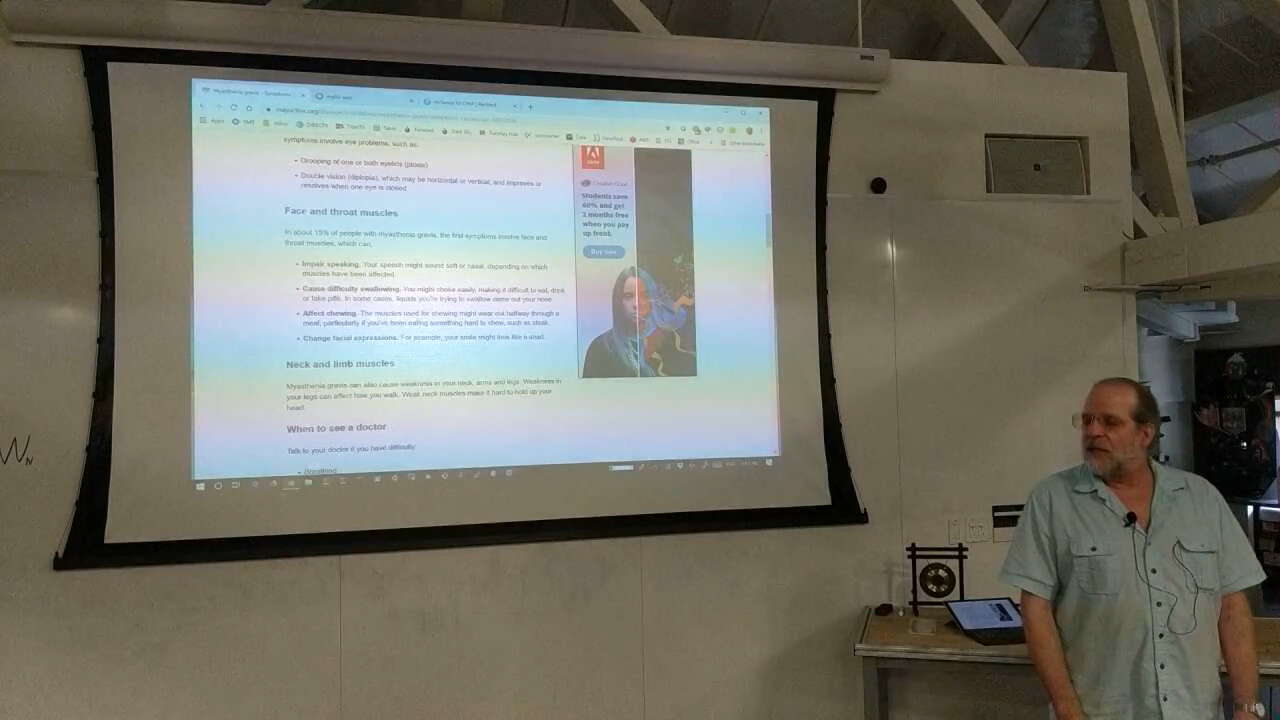 Myasthenia gravis - Symptoms
Apps
Other bookmarks
symptoms involve eye problems, such as:
Drooping of one or both eyelids (ptosis)
Double vision (diplopia), which may be horizontal or vertical, and improves or
resolves when one eye is closed
Face and throat muscles
In about 15% of people with myasthenia gravis, the first symptoms involve face and
throat muscles, which can:
Impair speaking. Your speech might sound soft or nasal, depending on which
muscles have been affected.
Cause difficulty swallowing. You might choke easily, making it difficult to eat, drink
or take pills. In some cases, liquids you're trying to swallow come out your nose.
Affect chewing. The muscles used for chewing might wear out halfway through a
meal, particularly if you've been eating something hard to chew, such as steak.
Change facial expressions. For example, your smile might look like a snarl.
Neck and limb muscles
Myasthenia gravis can also cause weakness in your neck, arms and legs. Weakness in
your legs can affect how you walk. Weak neck muscles make it hard to hold up your
head.
When to see a doctor
Talk to your doctor if you have difficulty:
Breathing
Adobe
Creative Cloud
Students save
60% and get
2 months free
when you pay
up front.
Buy now